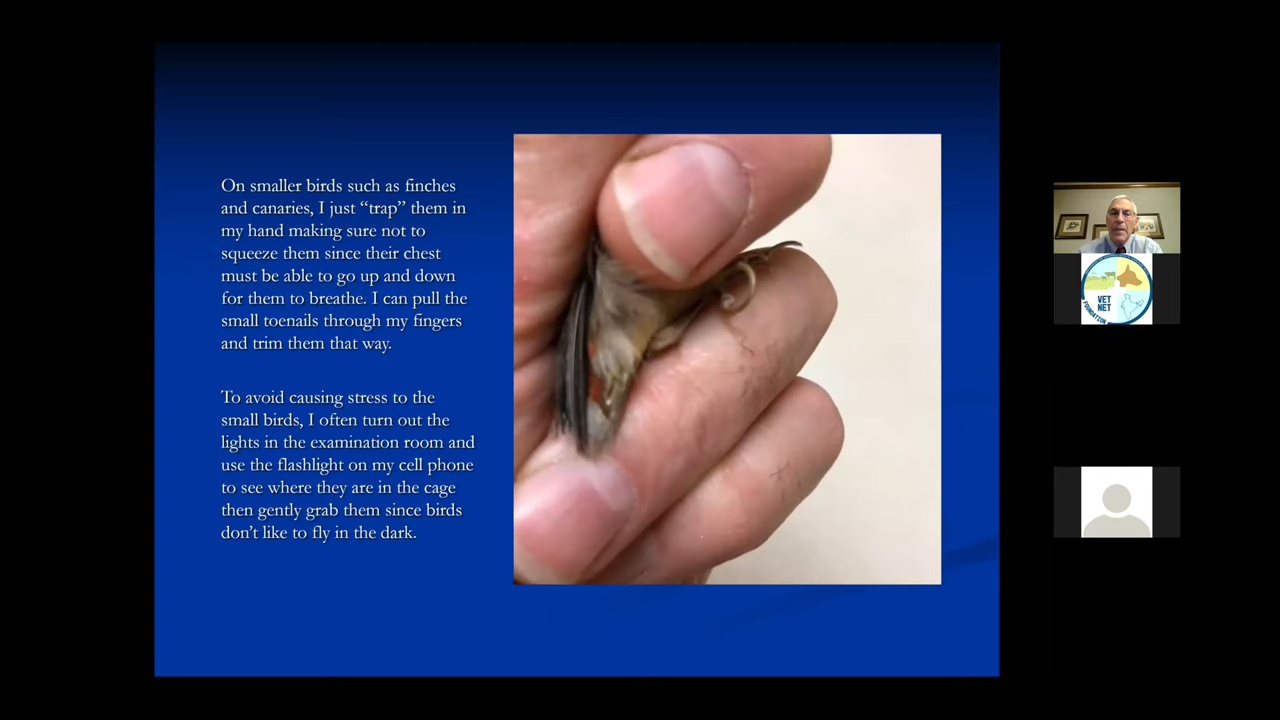 On smaller birds such as finches
and canaries, I just “trap” them in
my hand making sure not to
squeeze them since their chest
must be able to go up and down
for them to breathe. I can pull the
small toenails through my fingers
and trim them that way.
To avoid causing stress to the
small birds, I often turn out the
lights in the examination room and
use the flashlight on my cell phone
to see where they are in the cage
then gently grab them since birds
don’t like to fly in the dark.
VET
NET
FOUNDATION